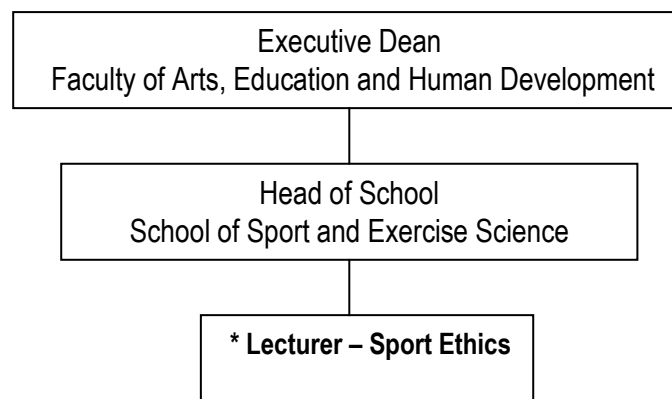 Executive Dean
Faculty of Arts, Education and Human Development
Head of School
School of Sport and Exercise Science
* Lecturer – Sport Ethics